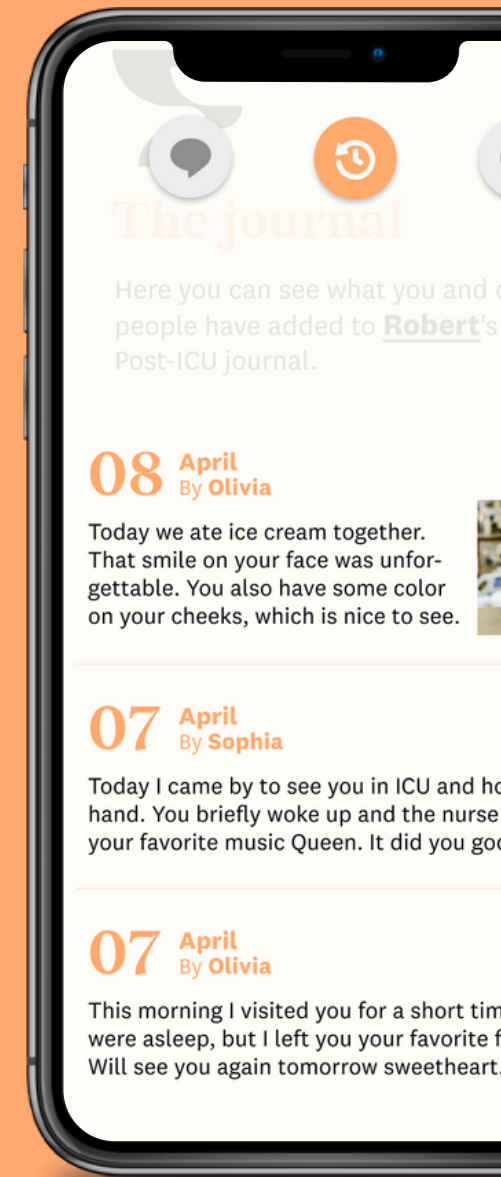 The journal
Here you can see what you and
people have added to Robert's
Post-ICU journal.
08 April
By Olivia
Today we ate ice cream together.
That smile on your face was unfor-
gettable. You also have some color
on your cheeks, which is nice to see.
07 April
By Sophia
Today I came by to see you in ICU and
hand. You briefly woke up and the nurse
your favorite music Queen. It did you
07 April
By Olivia
This morning I visited you for a short
were asleep, but I left you your favorite
Will see you again tomorrow sweetheart.